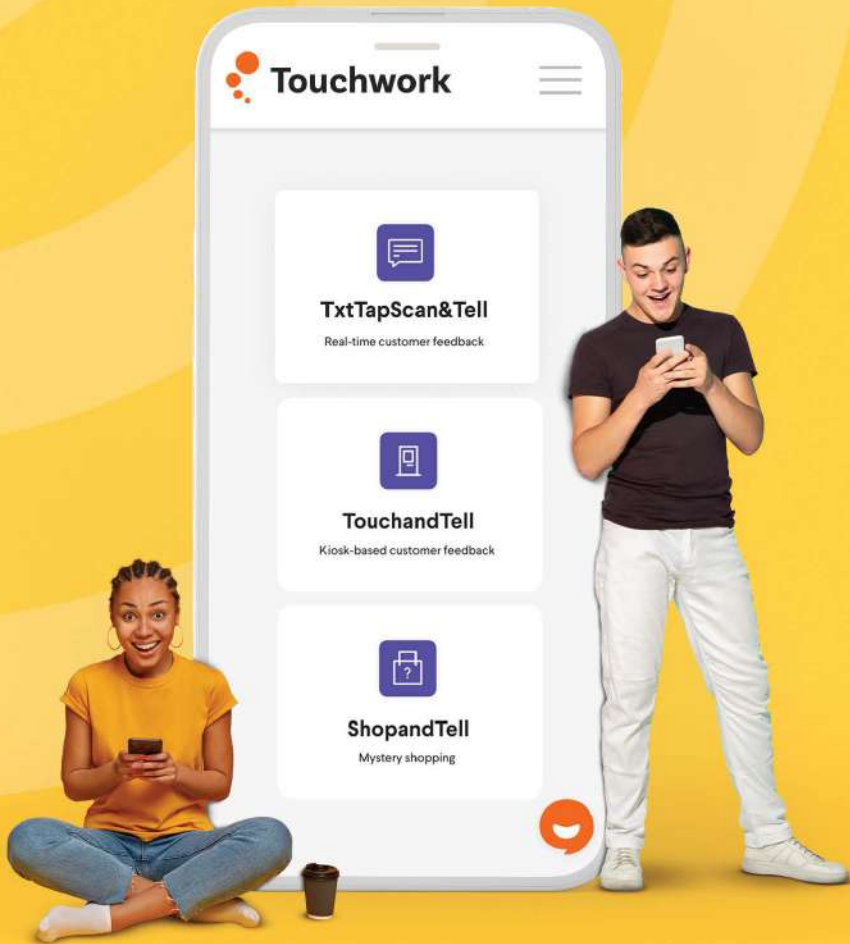 Touchwork
TxtTapScan&Tell
Real-time customer feedback
TouchandTell
Kiosk-based customer feedback
?
ShopandTell
Mystery shopping